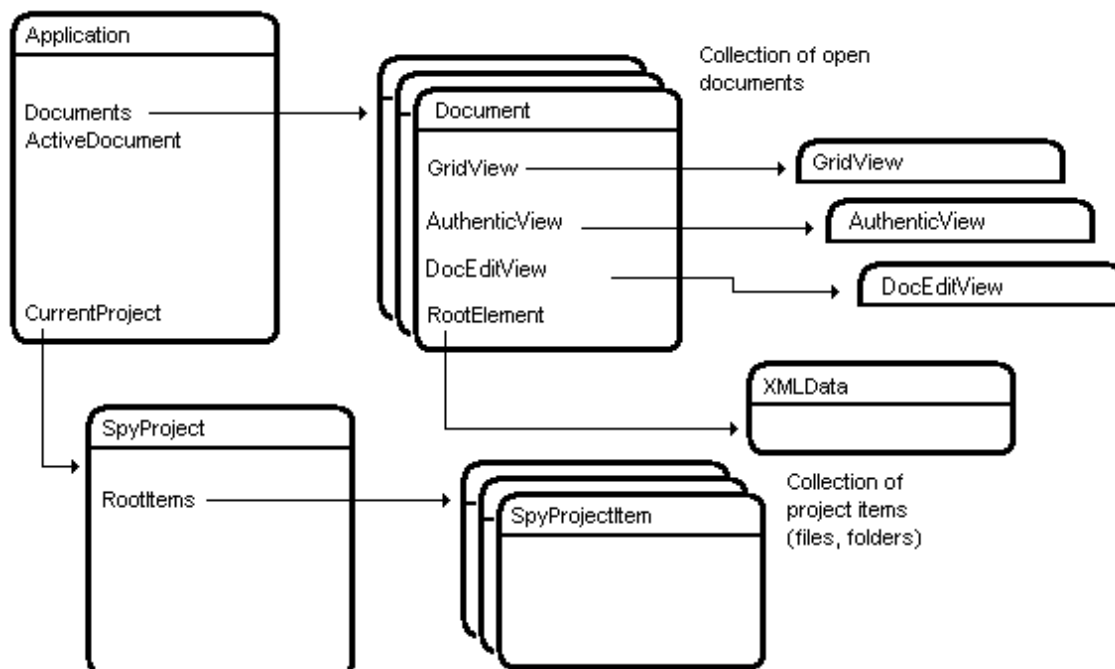 Application
Documents
ActiveDocument
CurrentProject
Collection of open
documents
Document
GridView
AuthenticView
DocEditView
RootElement
GridView
AuthenticView
DocEditView
XMLData
SpyProject
RootItems
SpyProjectItem
Collection of
project items
(files, folders)